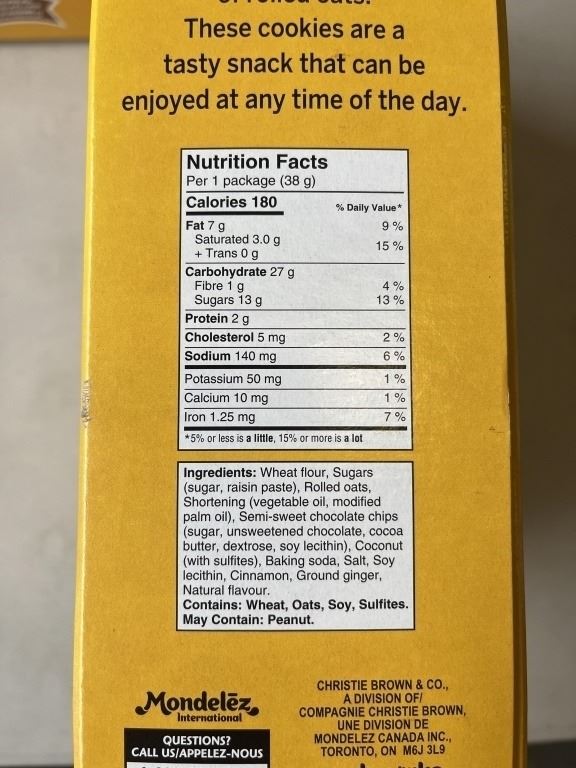 These cookies are a
tasty snack that can be
enjoyed at any time of the day.
Nutrition Facts
Per 1 package (38 g)
Calories 180
% Daily Value*
Fat 7 g 9 %
Saturated 3.0 g
+ Trans 0 g 15 %
Carbohydrate 27 g
Fibre 1 g 4 %
Sugars 13 g 13 %
Protein 2 g
Cholesterol 5 mg 2 %
Sodium 140 mg 6 %
Potassium 50 mg 1 %
Calcium 10 mg 1 %
Iron 1.25 mg 7 %
*5% or less is a little, 15% or more is a lot
Ingredients: Wheat flour, Sugars
(sugar, raisin paste), Rolled oats,
Shortening (vegetable oil, modified
palm oil), Semi-sweet chocolate chips
(sugar, unsweetened chocolate, cocoa
butter, dextrose, soy lecithin), Coconut
(with sulfites), Baking soda, Salt, Soy
lecithin, Cinnamon, Ground ginger,
Natural flavour.
Contains: Wheat, Oats, Soy, Sulfites.
May Contain: Peanut.
Mondelēz
International
QUESTIONS?
CALL US/APPELEZ-NOUS
CHRISTIE BROWN & CO.,
A DIVISION OF/
COMPAGNIE CHRISTIE BROWN,
UNE DIVISION DE
MONDELEZ CANADA INC.,
TORONTO, ON M6J 3L9